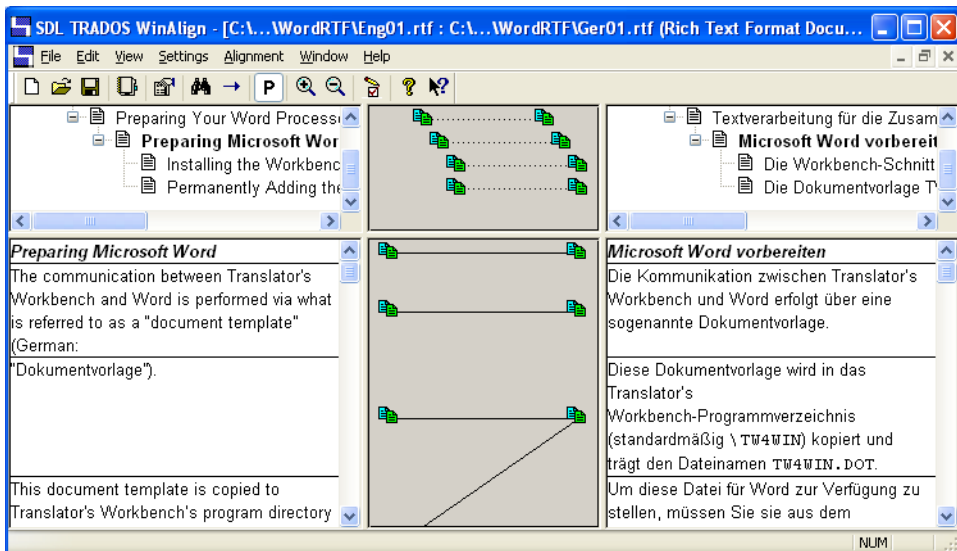 SDL TRADOS WinAlign - [C:\...\WordRTF\Eng01.rtf : C:\...\WordRTF\Ger01.rtf (Rich Text Format Docu...
File Edit View Settings Alignment Window Help
P
Preparing Your Word Processi
Preparing Microsoft Wor
Installing the Workbenc
Permanently Adding the
Textverarbeitung für die Zusam
Microsoft Word vorbereit
Die Workbench-Schnitt
Die Dokumentvorlage T
Preparing Microsoft Word
The communication between Translator's
Workbench and Word is performed via what
is referred to as a "document template"
(German:
"Dokumentvorlage").
This document template is copied to
Translator's Workbench's program directory
Microsoft Word vorbereiten
Die Kommunikation zwischen Translator's
Workbench und Word erfolgt über eine
sogenannte Dokumentvorlage.
Diese Dokumentvorlage wird in das
Translator's
Workbench-Programmverzeichnis
(standardmäßig \TW4WIN) kopiert und
trägt den Dateinamen TW4WIN.DOT.
Um diese Datei für Word zur Verfügung zu
stellen, müssen Sie sie aus dem
NUM